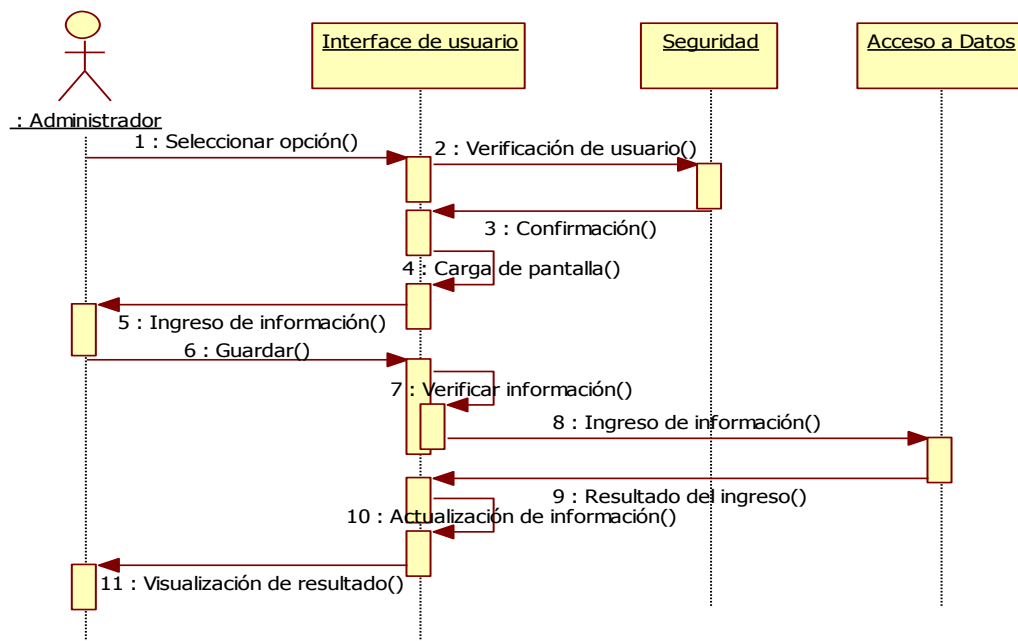 Interface de usuario
Seguridad
Acceso a Datos
: Administrador
1 : Seleccionar opción()
2 : Verificación de usuario()
3 : Confirmación()
4 : Carga de pantalla()
5 : Ingreso de información()
6 : Guardar()
7 : Verificar información()
8 : Ingreso de información()
9 : Resultado del ingreso()
10 : Actualización de información()
11 : Visualización de resultado()